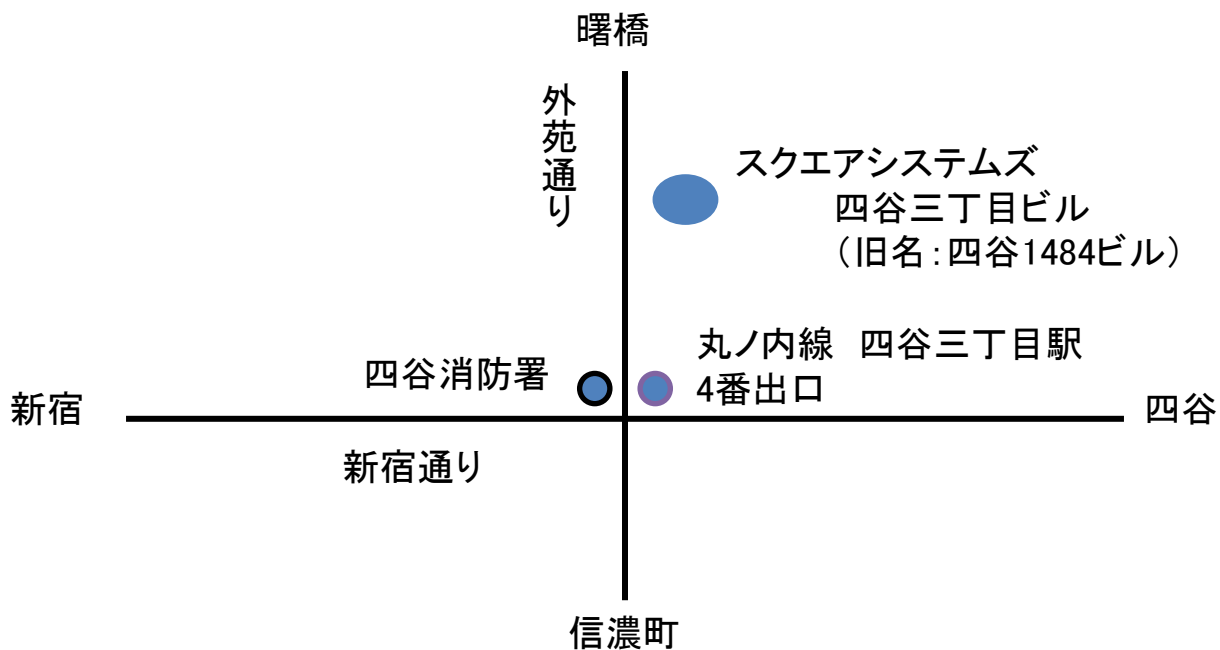 曙橋
外苑通り
スクエアシステムズ
四谷三丁目ビル
（旧名：四谷1484ビル）
丸ノ内線　四谷三丁目駅
4番出口
四谷消防署
新宿
四谷
新宿通り
信濃町